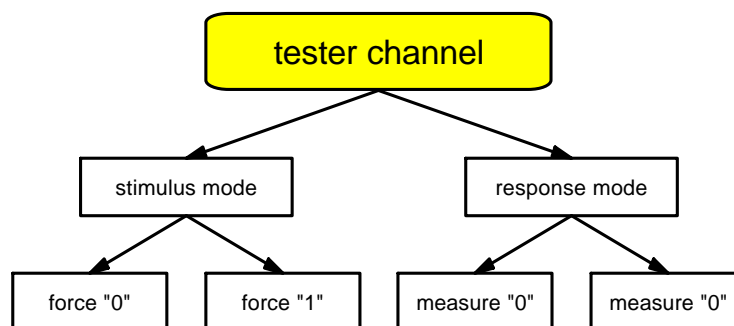 tester channel
stimulus mode
response mode
force "0"
force "1"
measure "0"
measure "0"